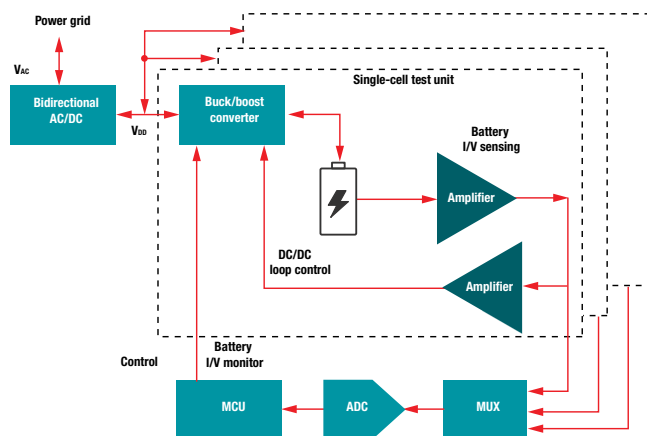 Power grid
VAC
Bidirectional
AC/DC
VDD
Single-cell test unit
Buck/boost
converter
Battery
I/V sensing
Amplifier
DC/DC
loop control
Amplifier
Control
Battery
I/V monitor
MCU
ADC
MUX